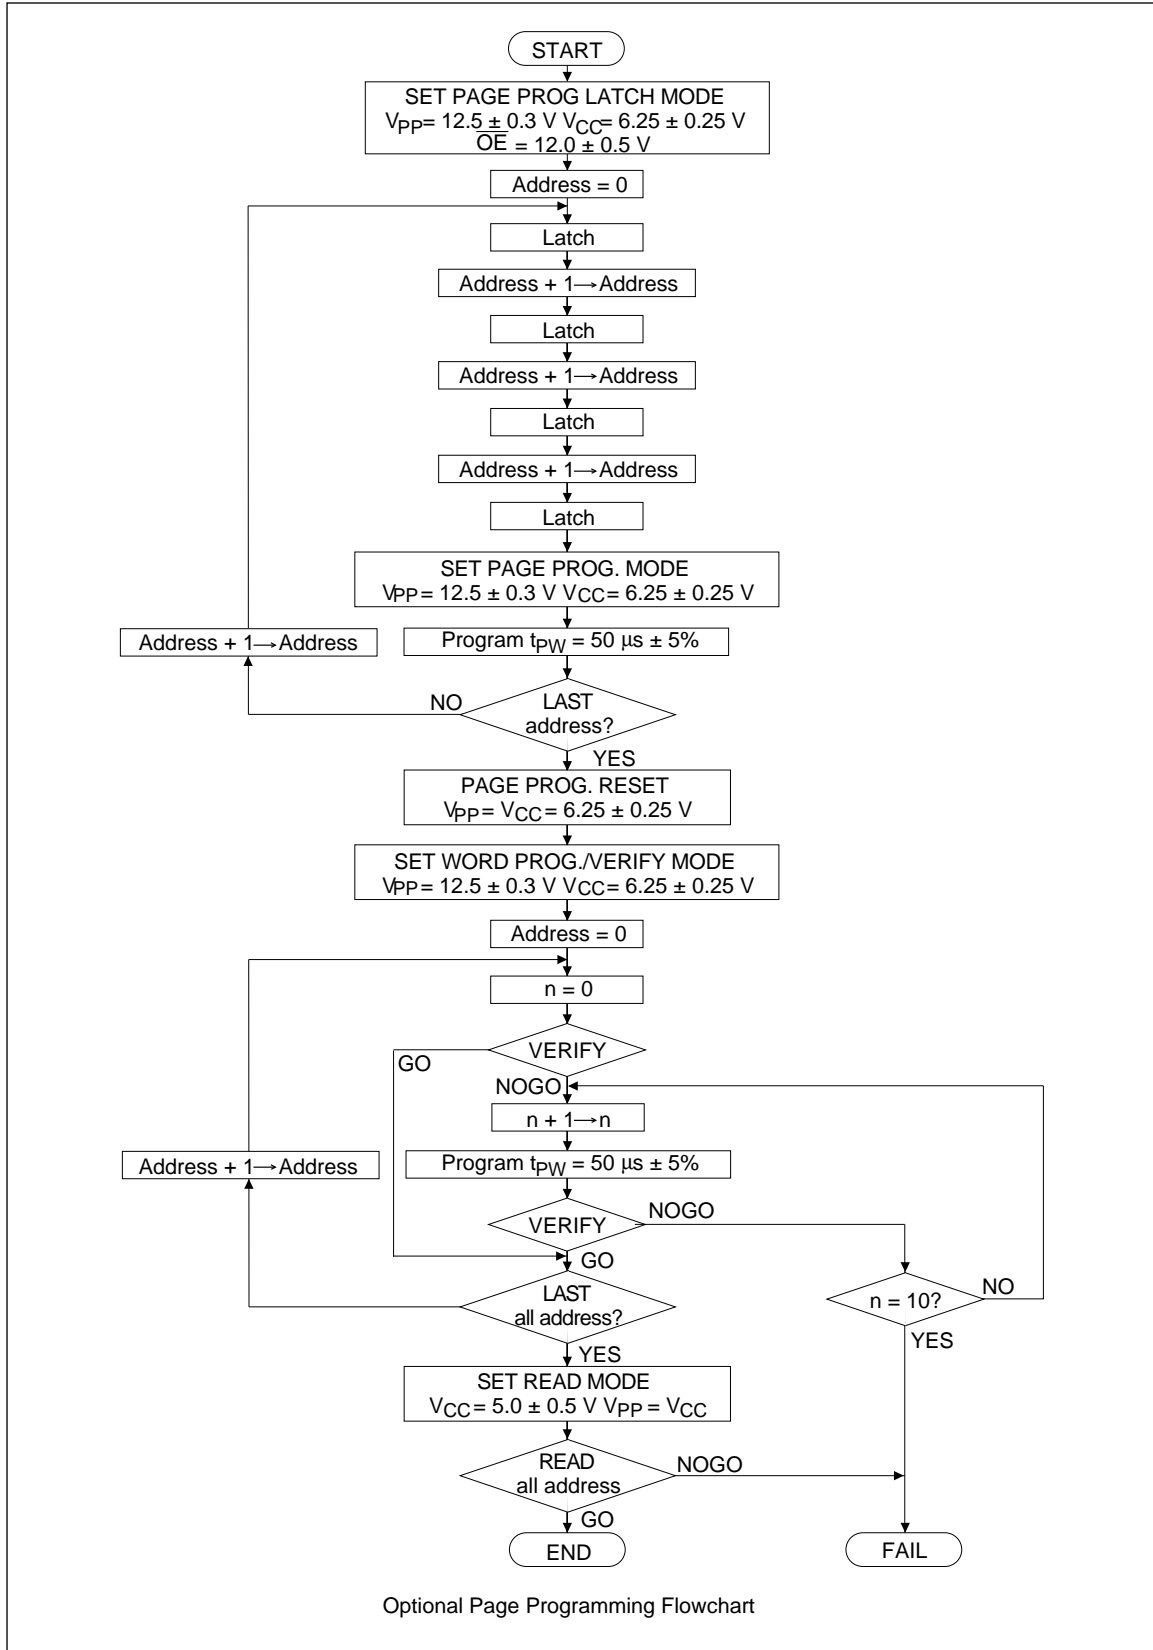 START
SET PAGE PROG LATCH MODE
VPP = 12.5 ± 0.3 V VCC = 6.25 ± 0.25 V
O̅E̅ = 12.0 ± 0.5 V
Address = 0
Latch
Address + 1→Address
Latch
Address + 1→Address
Latch
Address + 1→Address
Latch
SET PAGE PROG. MODE
VPP = 12.5 ± 0.3 V VCC = 6.25 ± 0.25 V
Address + 1→Address
Program tPW = 50 µs ± 5%
NO
LAST
address?
YES
PAGE PROG. RESET
VPP = VCC = 6.25 ± 0.25 V
SET WORD PROG./VERIFY MODE
VPP = 12.5 ± 0.3 V VCC = 6.25 ± 0.25 V
Address = 0
n = 0
VERIFY
GO
NOGO
n + 1→n
Address + 1→Address
Program tPW = 50 µs ± 5%
VERIFY
NOGO
GO
LAST
all address?
n = 10?
NO
YES
YES
SET READ MODE
VCC = 5.0 ± 0.5 V VPP = VCC
READ
all address
NOGO
GO
END
FAIL
Optional Page Programming Flowchart